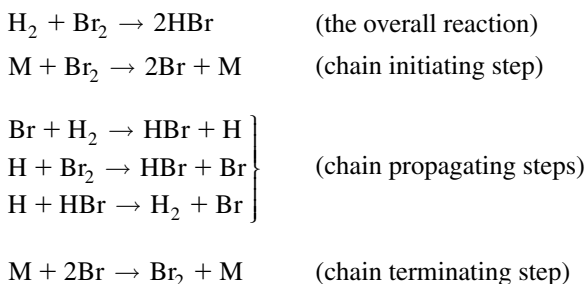 H₂ + Br₂ → 2HBr (the overall reaction)
M + Br₂ → 2Br + M (chain initiating step)
Br + H₂ → HBr + H
H + Br₂ → HBr + Br (chain propagating steps)
H + HBr → H₂ + Br
M + 2Br → Br₂ + M (chain terminating step)